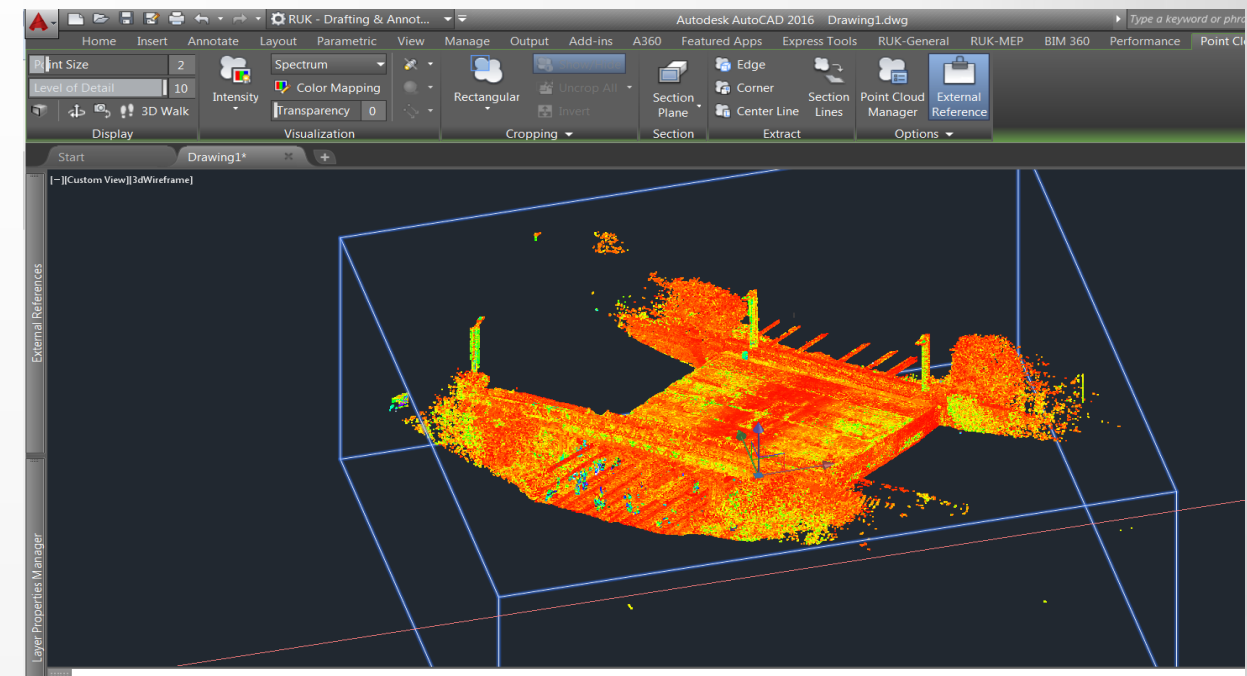 RUK - Drafting & Annot...
Autodesk AutoCAD 2016 Drawing1.dwg
Type a keyword or phra
Home Insert Annotate Layout Parametric View Manage Output Add-ins A360 Featured Apps Express Tools RUK-General RUK-MEP BIM 360 Performance Point Cl
Point Size 2
Level of Detail 10
3D Walk
Display
Intensity
Spectrum
Color Mapping
Transparency 0
Visualization
Rectangular
Uncrop All
Invert
Cropping
Section Plane
Section
Edge
Corner
Center Line
Section Lines
Extract
Point Cloud Manager
External Reference
Options
Start Drawing1* +
[−][Custom View][3dWireframe]
External References
Layer Properties Manager